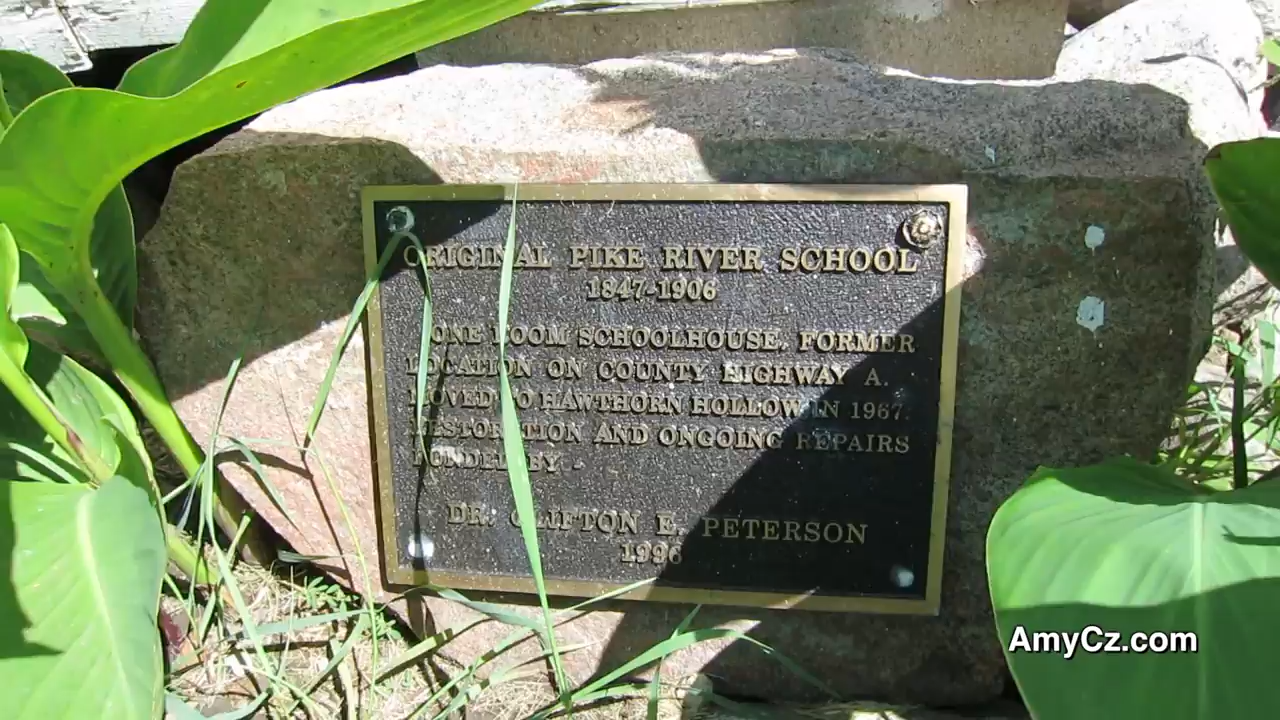 ORIGINAL PIKE RIVER SCHOOL
1847-1906
ONE ROOM SCHOOLHOUSE, FORMER
LOCATION ON COUNTY HIGHWAY A.
MOVED TO HAWTHORN HOLLOW IN 1967.
RESTORATION AND ONGOING REPAIRS
FUNDED BY
DR. CLIFTON E. PETERSON
1996
AmyCz.com